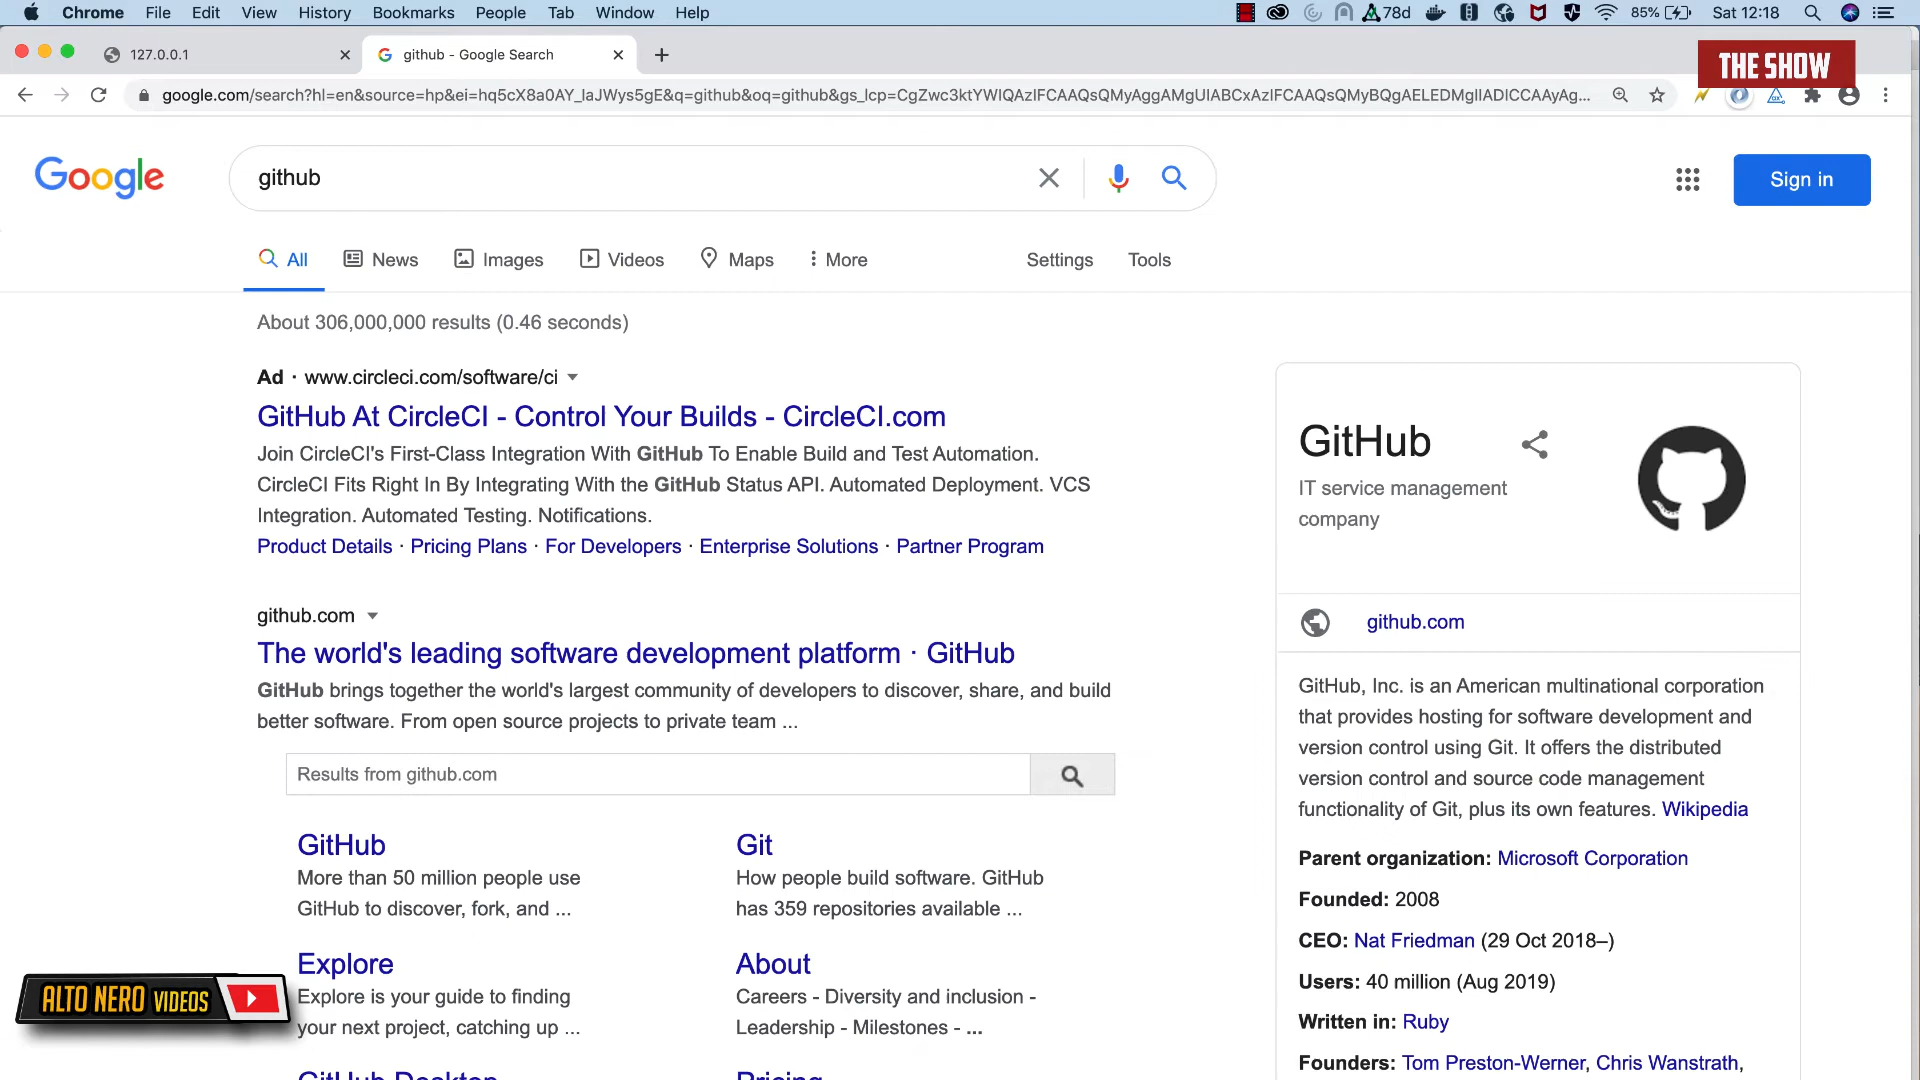 Chrome File Edit View History Bookmarks People Tab Window Help
78d 85% Sat 12:18
127.0.0.1
github - Google Search
THE SHOW
google.com/search?hl=en&source=hp&ei=hq5cX8a0AY_laJWys5gE&q=github&oq=github&gs_lcp=CgZwc3ktYWIQAzIFCAAQsQMyAggAMgUIABCxAzIFCAAQsQMyBQgAELEDMgIIADICCAAyAg...
Google
github
Sign in
All News Images Videos Maps More Settings Tools
About 306,000,000 results (0.46 seconds)
Ad · www.circleci.com/software/ci
GitHub At CircleCI - Control Your Builds - CircleCI.com
Join CircleCI's First-Class Integration With GitHub To Enable Build and Test Automation.
CircleCI Fits Right In By Integrating With the GitHub Status API. Automated Deployment. VCS
Integration. Automated Testing. Notifications.
Product Details · Pricing Plans · For Developers · Enterprise Solutions · Partner Program
github.com
The world's leading software development platform · GitHub
GitHub brings together the world's largest community of developers to discover, share, and build
better software. From open source projects to private team ...
Results from github.com
GitHub
More than 50 million people use
GitHub to discover, fork, and ...
Git
How people build software. GitHub
has 359 repositories available ...
Explore
Explore is your guide to finding
your next project, catching up ...
About
Careers - Diversity and inclusion -
Leadership - Milestones - ...
GitHub Desktop
Pricing
GitHub
IT service management
company
github.com
GitHub, Inc. is an American multinational corporation
that provides hosting for software development and
version control using Git. It offers the distributed
version control and source code management
functionality of Git, plus its own features. Wikipedia
Parent organization: Microsoft Corporation
Founded: 2008
CEO: Nat Friedman (29 Oct 2018–)
Users: 40 million (Aug 2019)
Written in: Ruby
Founders: Tom Preston-Werner, Chris Wanstrath,
ALTO NERO VIDEOS